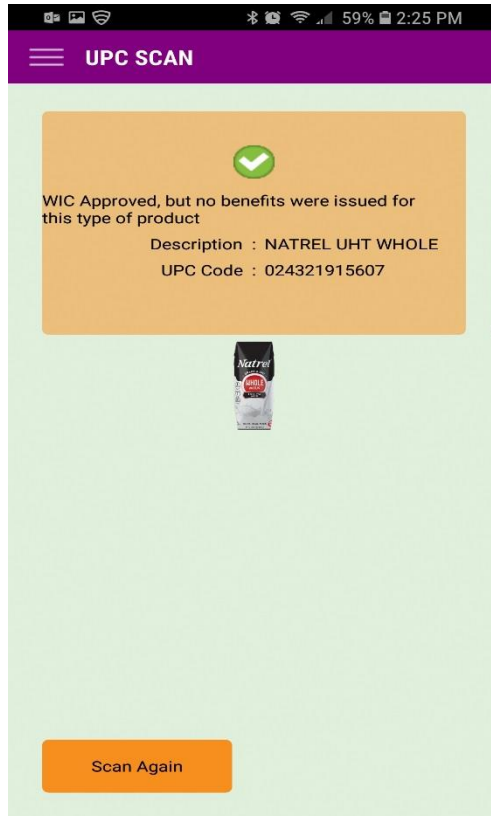 59% 2:25 PM
UPC SCAN
WIC Approved, but no benefits were issued for
this type of product
Description : NATREL UHT WHOLE
UPC Code : 024321915607
Natrel
WHOLE
Scan Again